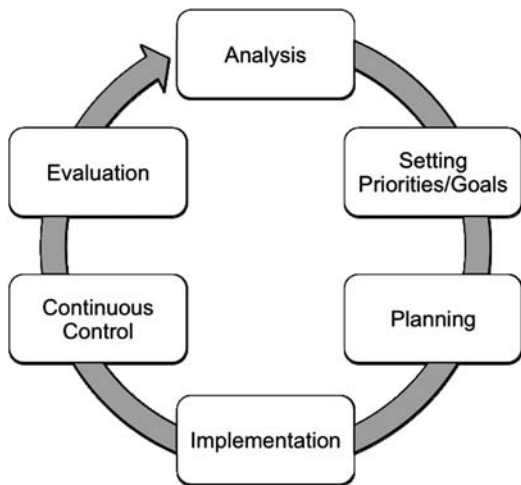 Analysis
Setting
Priorities/Goals
Planning
Implementation
Continuous
Control
Evaluation